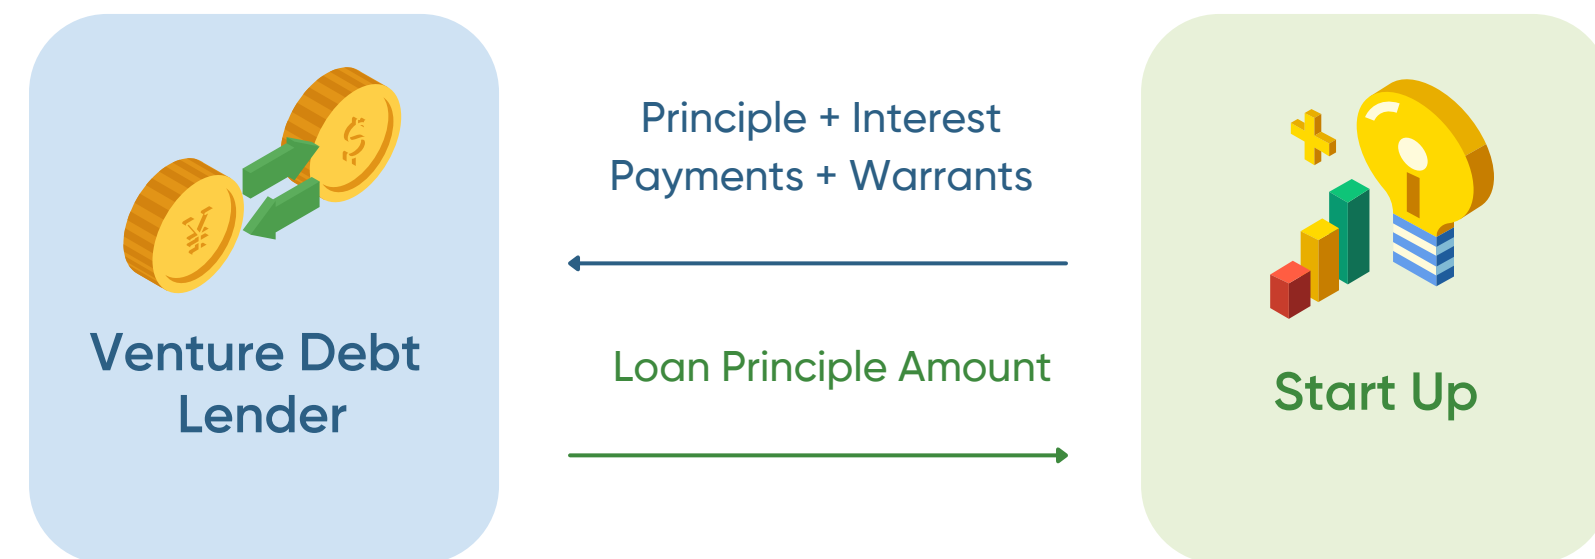 Principle + Interest
Payments + Warrants
Venture Debt
Lender
Loan Principle Amount
Start Up
$
¥